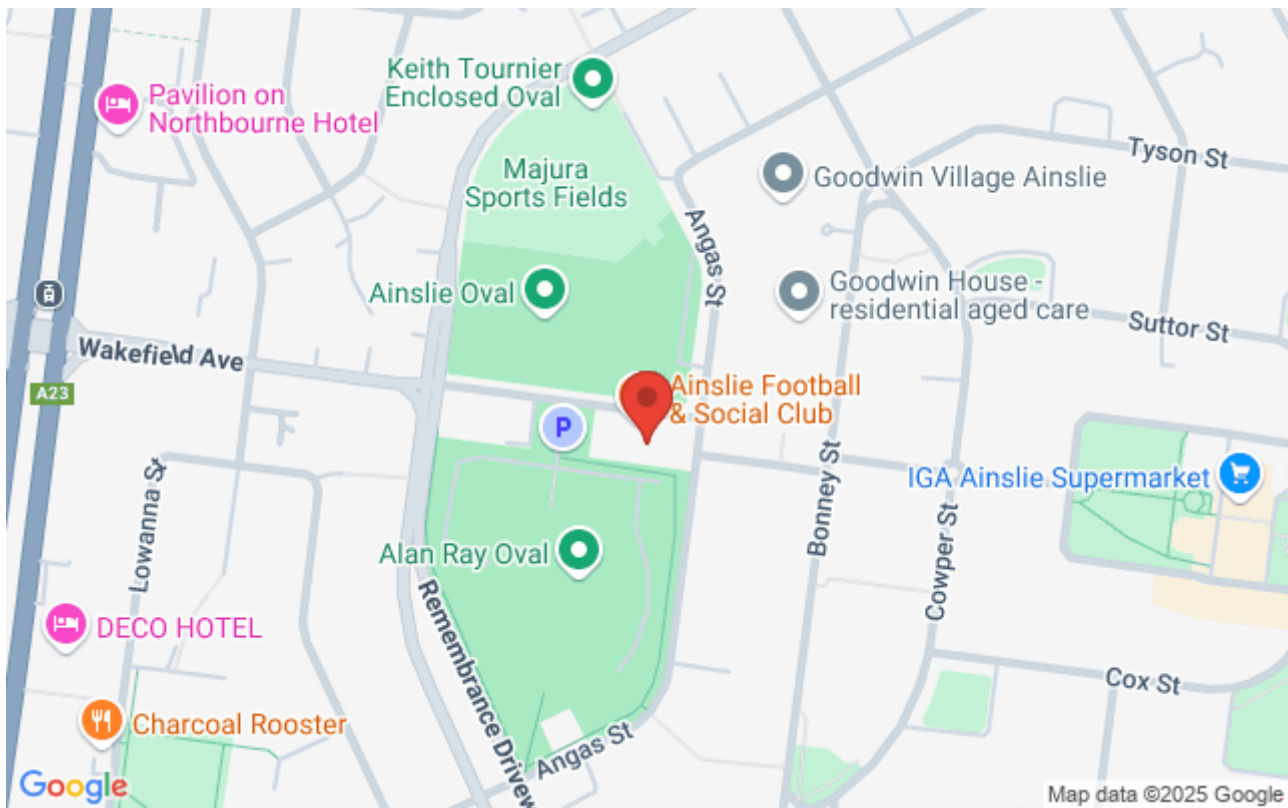 Keith Tournier
Enclosed Oval
Pavilion on
Northbourne Hotel
Majura
Sports Fields
Tyson St
Goodwin Village Ainslie
Angas St
Ainslie Oval
Goodwin House -
residential aged care
Suttor St
Wakefield Ave
A23
Ainslie Football
& Social Club
P
IGA Ainslie Supermarket
Bonney St
Lowanna St
Alan Ray Oval
Cowper St
DECO HOTEL
Remembrance Drivew
Cox St
Charcoal Rooster
Angas St
Google
Map data ©2025 Google